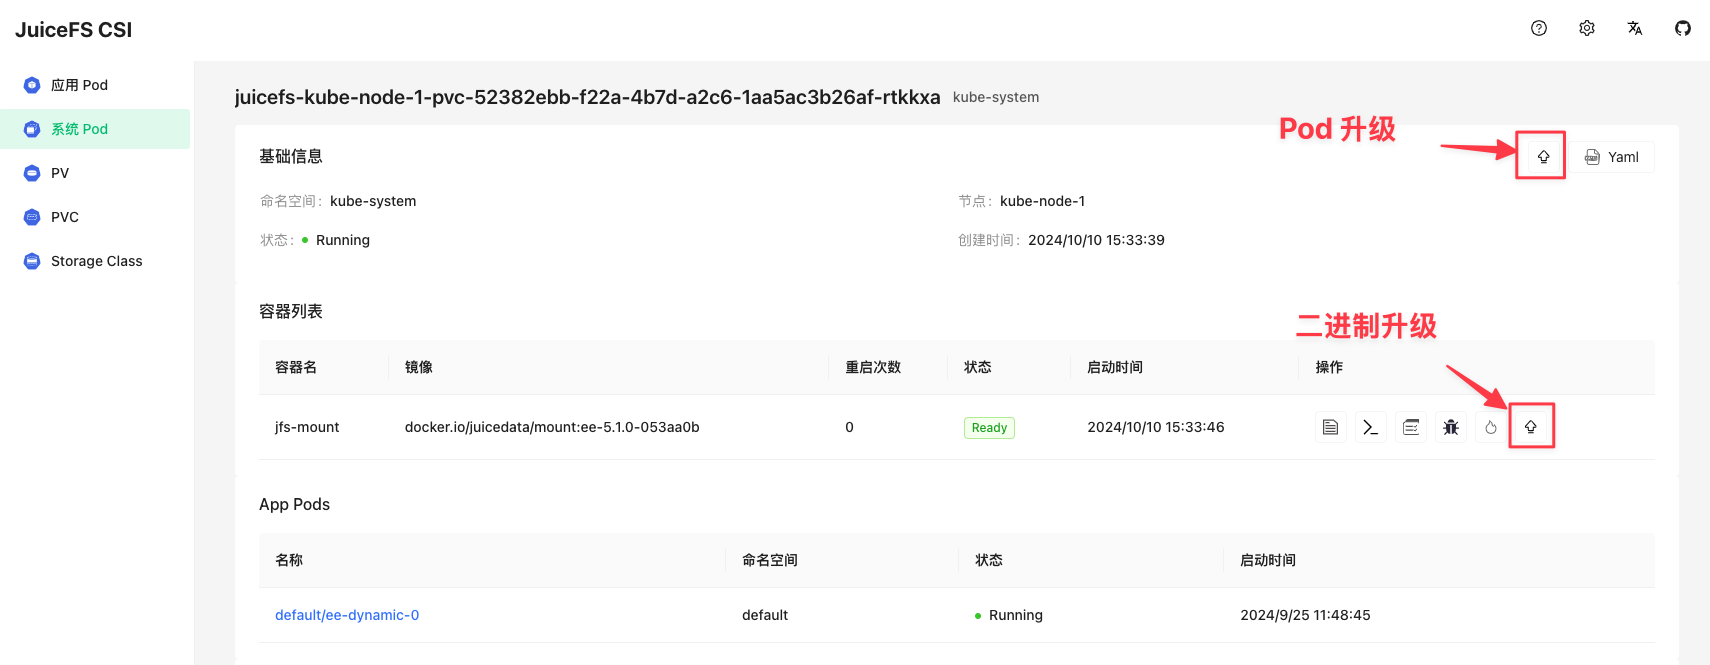 JuiceFS CSI
应用 Pod
系统 Pod
PV
PVC
Storage Class
juicefs-kube-node-1-pvc-52382ebb-f22a-4b7d-a2c6-1aa5ac3b26af-rtkkxa kube-system
Pod 升级
基础信息
Yaml
命名空间: kube-system
节点: kube-node-1
状态: Running
创建时间: 2024/10/10 15:33:39
容器列表
二进制升级
容器名 镜像 重启次数 状态 启动时间 操作
jfs-mount docker.io/juicedata/mount:ee-5.1.0-053aa0b 0 Ready 2024/10/10 15:33:46
App Pods
名称 命名空间 状态 启动时间
default/ee-dynamic-0 default Running 2024/9/25 11:48:45